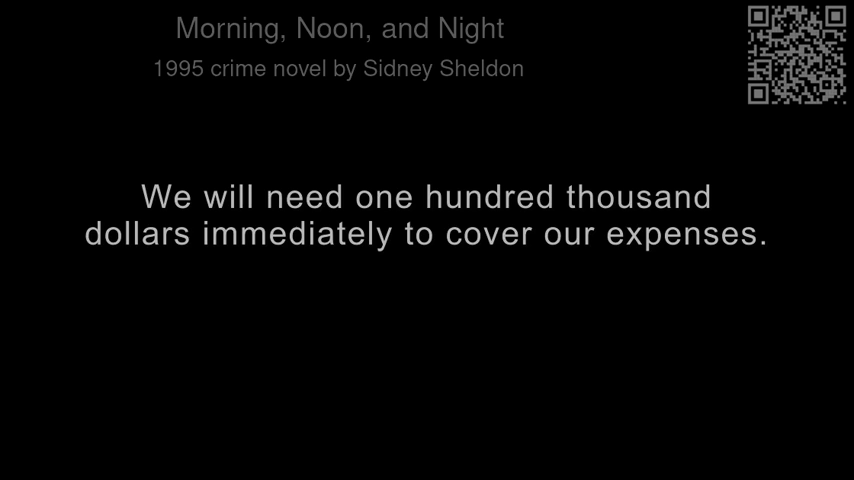 Morning, Noon, and Night
1995 crime novel by Sidney Sheldon
We will need one hundred thousand
dollars immediately to cover our expenses.